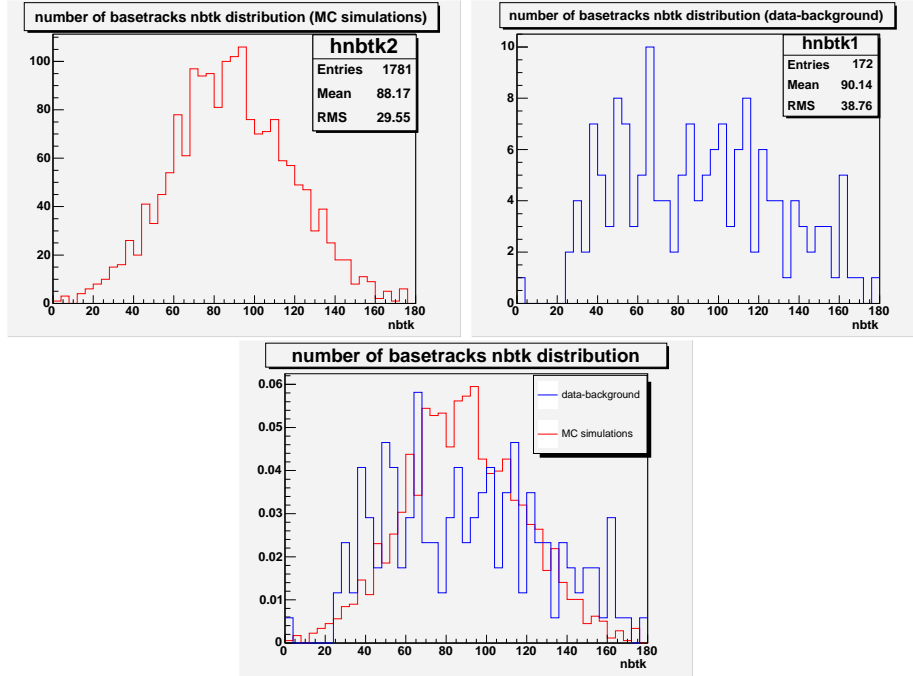 number of basetracks nbtk distribution (MC simulations)
hnbtk2
Entries 1781
Mean 88.17
RMS 29.55
100
80
60
40
20
0
0 20 40 60 80 100 120 140 160 180
nbtk
number of basetracks nbtk distribution (data-background)
hnbtk1
Entries 172
Mean 90.14
RMS 38.76
10
8
6
4
2
0
0 20 40 60 80 100 120 140 160 180
nbtk
number of basetracks nbtk distribution
data-background
MC simulations
0.06
0.05
0.04
0.03
0.02
0.01
0
0 20 40 60 80 100 120 140 160 180
nbtk